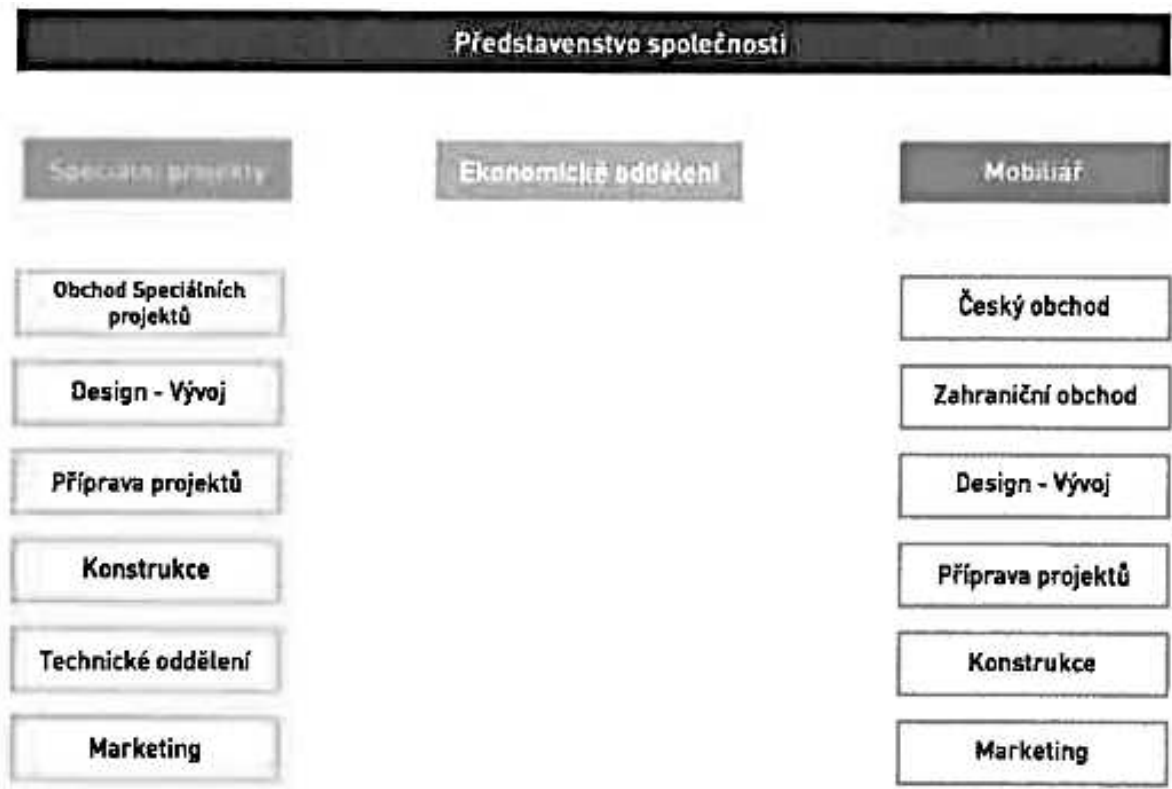 Představenstvo společnosti
Speciální projekty
Ekonomické oddělení
Mobiliář
Obchod Speciálních
projektů
Design - Vývoj
Příprava projektů
Konstrukce
Technické oddělení
Marketing
Český obchod
Zahraniční obchod
Design - Vývoj
Příprava projektů
Konstrukce
Marketing